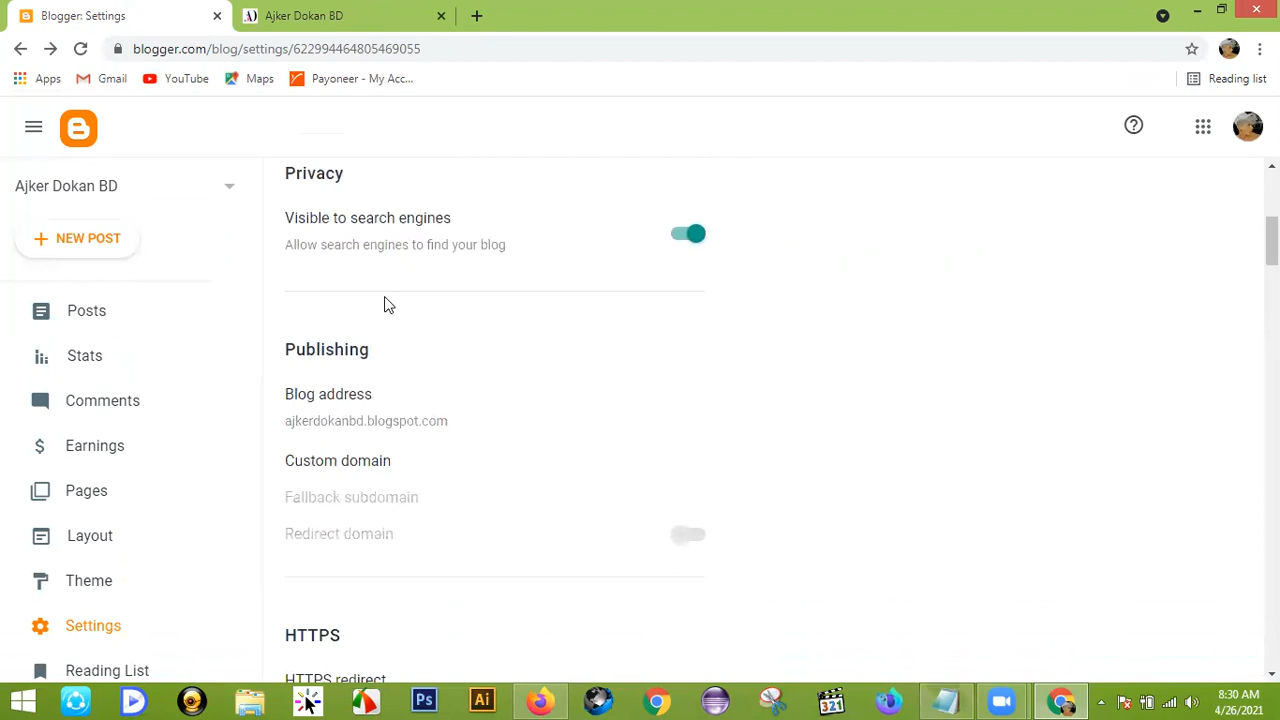 Blogger: Settings
Ajker Dokan BD
blogger.com/blog/settings/622994464805469055
Apps
Gmail
YouTube
Maps
Payoneer - My Acc...
Reading list
Ajker Dokan BD
NEW POST
Posts
Stats
Comments
Earnings
Pages
Layout
Theme
Settings
Reading List
Privacy
Visible to search engines
Allow search engines to find your blog
Publishing
Blog address
ajkerdokanbd.blogspot.com
Custom domain
Fallback subdomain
Redirect domain
HTTPS
HTTPS redirect
Ps
Ai
321
8:30 AM
4/26/2021